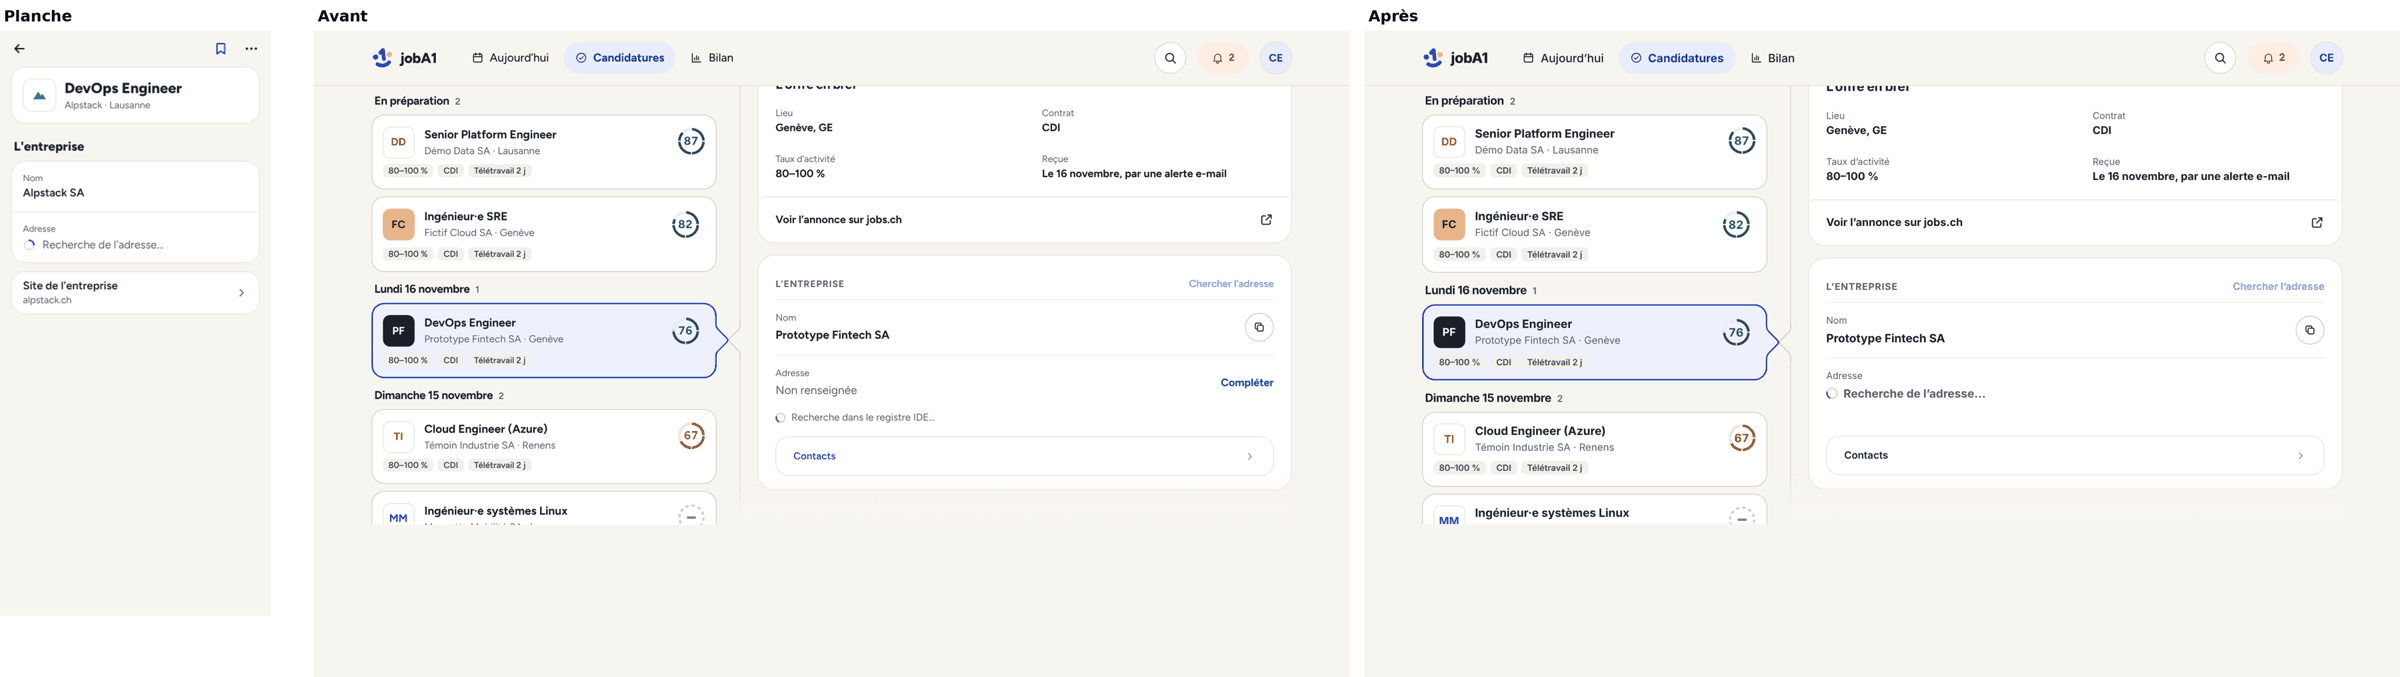 Planche
DevOps Engineer
Alpstack · Lausanne
L'entreprise
Nom
Alpstack SA
Adresse
Recherche de l'adresse…
Site de l'entreprise
alpstack.ch
Avant
jobA1
Aujourd'hui
Candidatures
Bilan
2
CE
En préparation 2
DD
Senior Platform Engineer
Démo Data SA · Lausanne
87
80–100 %
CDI
Télétravail 2 j
FC
Ingénieur·e SRE
Fictif Cloud SA · Genève
82
80–100 %
CDI
Télétravail 2 j
Lundi 16 novembre 1
PF
DevOps Engineer
Prototype Fintech SA · Genève
76
80–100 %
CDI
Télétravail 2 j
Dimanche 15 novembre 2
TI
Cloud Engineer (Azure)
Témoin Industrie SA · Renens
67
80–100 %
CDI
Télétravail 2 j
MM
Ingénieur·e systèmes Linux
L'offre en bref
Lieu
Genève, GE
Contrat
CDI
Taux d'activité
80–100 %
Reçue
Le 16 novembre, par une alerte e-mail
Voir l'annonce sur jobs.ch
L'ENTREPRISE
Chercher l'adresse
Nom
Prototype Fintech SA
Adresse
Non renseignée
Compléter
Recherche dans le registre IDE…
Contacts
Après
jobA1
Aujourd'hui
Candidatures
Bilan
2
CE
En préparation 2
DD
Senior Platform Engineer
Démo Data SA · Lausanne
87
80–100 %
CDI
Télétravail 2 j
FC
Ingénieur·e SRE
Fictif Cloud SA · Genève
82
80–100 %
CDI
Télétravail 2 j
Lundi 16 novembre 1
PF
DevOps Engineer
Prototype Fintech SA · Genève
76
80–100 %
CDI
Télétravail 2 j
Dimanche 15 novembre 2
TI
Cloud Engineer (Azure)
Témoin Industrie SA · Renens
67
80–100 %
CDI
Télétravail 2 j
MM
Ingénieur·e systèmes Linux
L'offre en bref
Lieu
Genève, GE
Contrat
CDI
Taux d'activité
80–100 %
Reçue
Le 16 novembre, par une alerte e-mail
Voir l'annonce sur jobs.ch
L'ENTREPRISE
Chercher l'adresse
Nom
Prototype Fintech SA
Adresse
Recherche de l'adresse…
Contacts